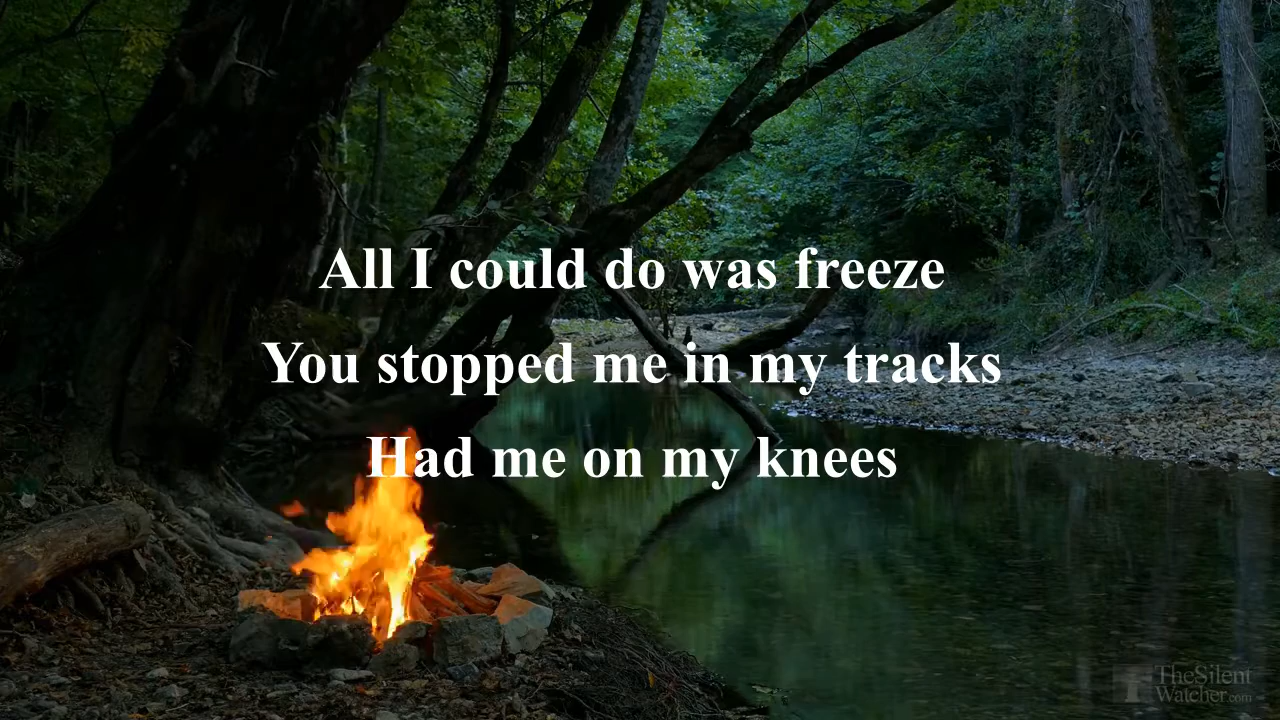 All I could do was freeze
You stopped me in my tracks
Had me on my knees
TheSilent
Watcher.com